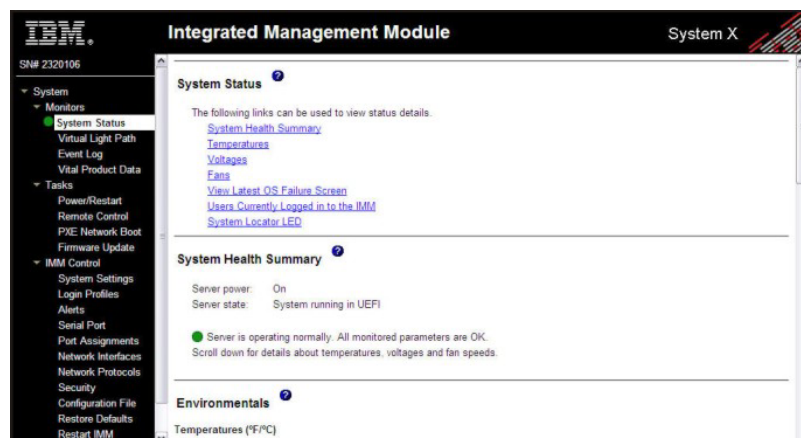 IBM.
Integrated Management Module
System X
SN# 2320106
System
Monitors
System Status
Virtual Light Path
Event Log
Vital Product Data
Tasks
Power/Restart
Remote Control
PXE Network Boot
Firmware Update
IMM Control
System Settings
Login Profiles
Alerts
Serial Port
Port Assignments
Network Interfaces
Network Protocols
Security
Configuration File
Restore Defaults
Restart IMM
System Status
The following links can be used to view status details.
System Health Summary
Temperatures
Voltages
Fans
View Latest OS Failure Screen
Users Currently Logged in to the IMM
System Locator LED
System Health Summary
Server power: On
Server state: System running in UEFI
Server is operating normally. All monitored parameters are OK.
Scroll down for details about temperatures, voltages and fan speeds.
Environmentals
Temperatures (°F/°C)